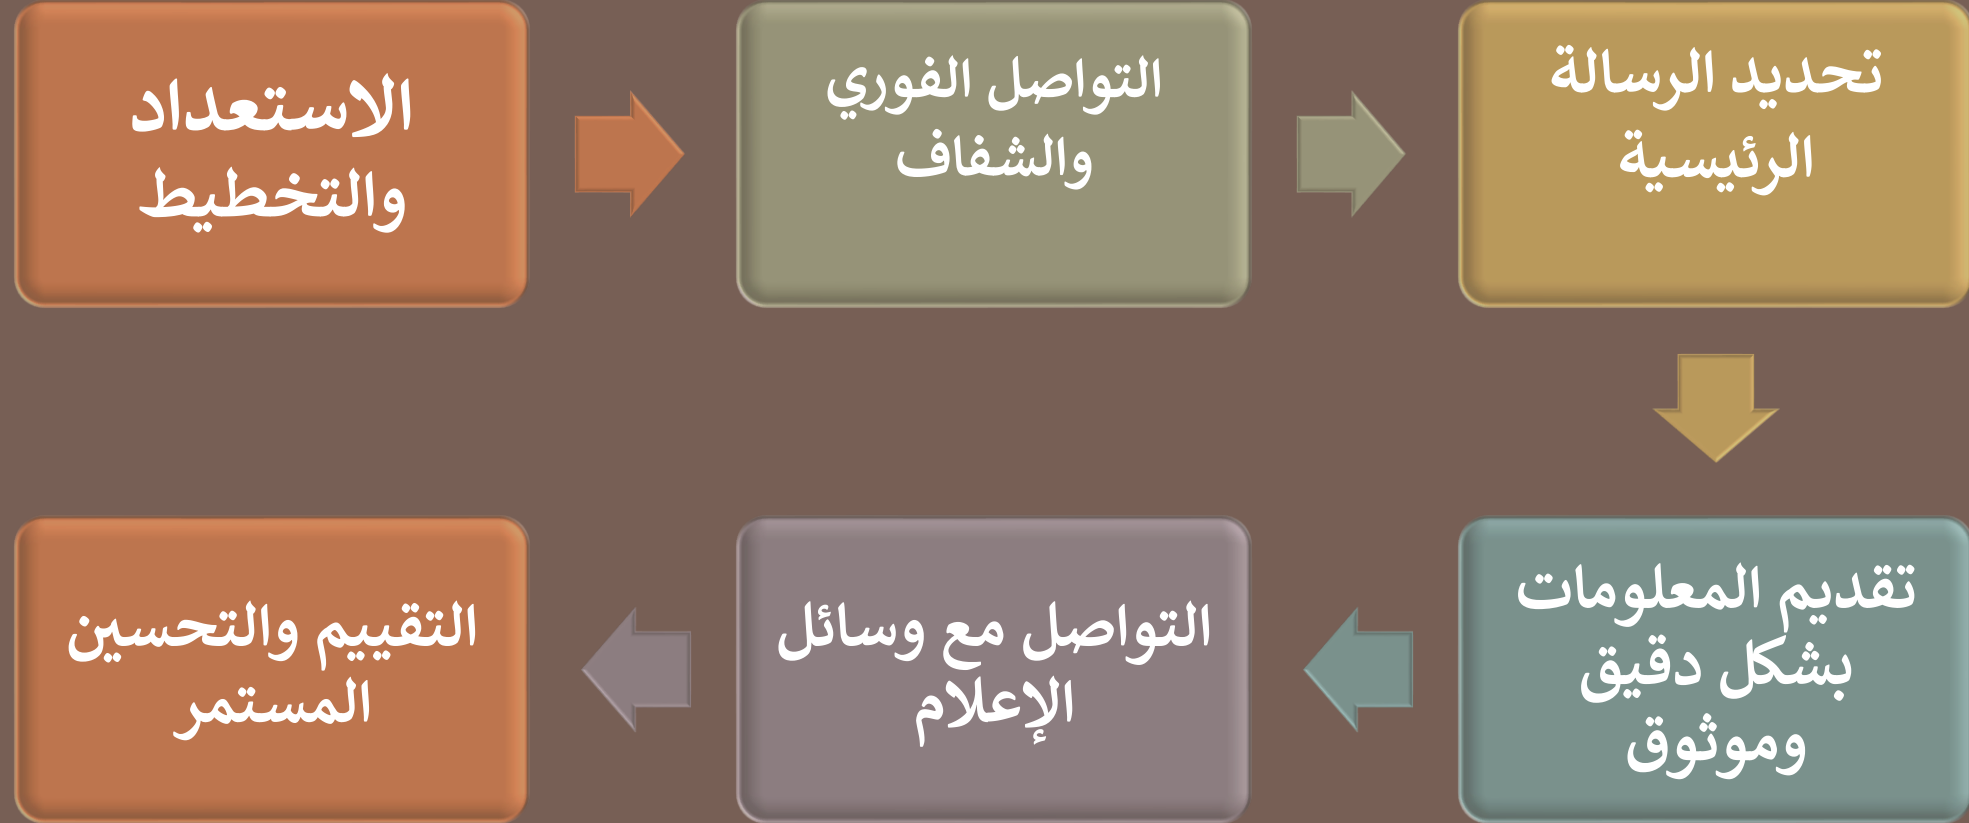 الاستعداد
والتخطيط
التواصل الفوري
والشفاف
تحديد الرسالة
الرئيسية
تقديم المعلومات
بشكل دقيق
وموثوق
التواصل مع وسائل
الإعلام
التقييم والتحسين
المستمر